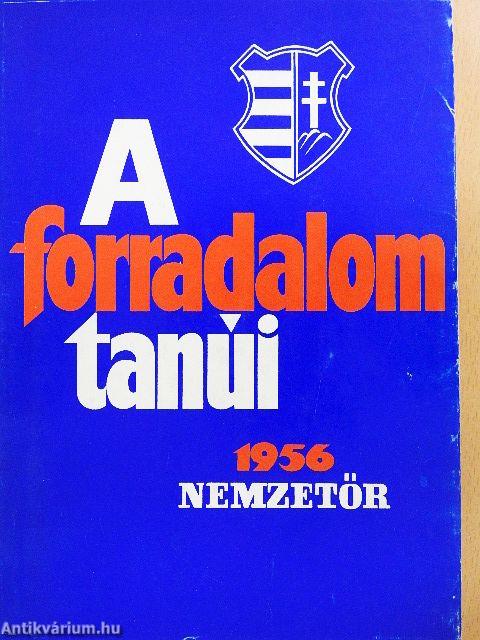 A
forradalom
tanúi
1956
NEMZETŐR
Antikvárium.hu